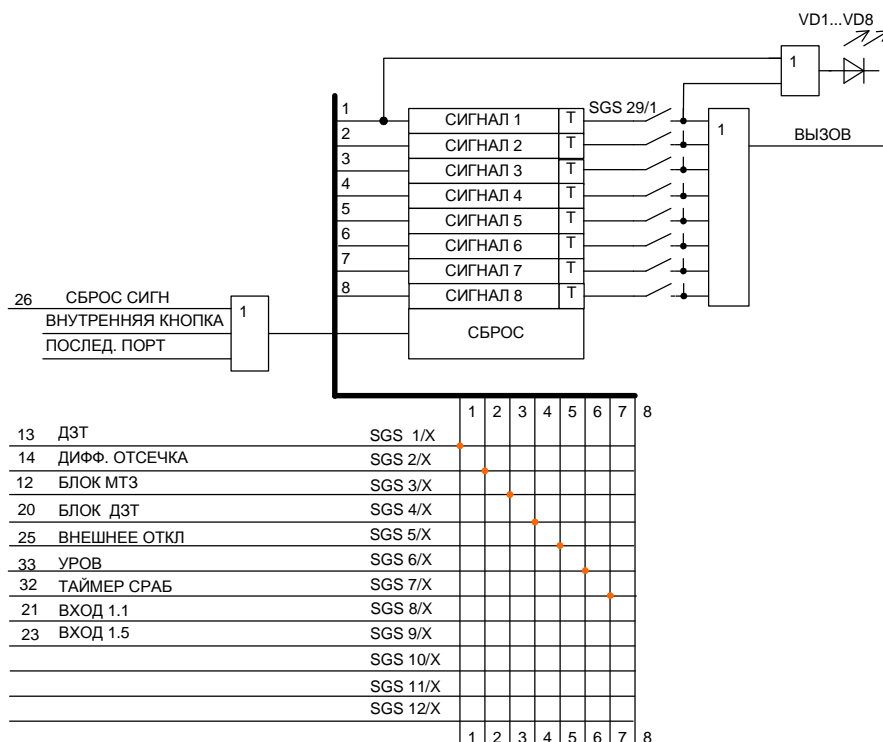 VD1...VD8
1
1 СИГНАЛ 1 T SGS 29/1 1
2 СИГНАЛ 2 T ВЫЗОВ
3 СИГНАЛ 3 T
4 СИГНАЛ 4 T
5 СИГНАЛ 5 T
6 СИГНАЛ 6 T
7 СИГНАЛ 7 T
8 СИГНАЛ 8 T
26 СБРОС СИГН 1
ВНУТРЕННЯЯ КНОПКА СБРОС
ПОСЛЕД. ПОРТ
1 2 3 4 5 6 7 8
13 ДЗТ SGS 1/X
14 ДИФФ. ОТСЕЧКА SGS 2/X
12 БЛОК МТЗ SGS 3/X
20 БЛОК ДЗТ SGS 4/X
25 ВНЕШНЕЕ ОТКЛ SGS 5/X
33 УРОВ SGS 6/X
32 ТАЙМЕР СРАБ SGS 7/X
21 ВХОД 1.1 SGS 8/X
23 ВХОД 1.5 SGS 9/X
SGS 10/X
SGS 11/X
SGS 12/X
1 2 3 4 5 6 7 8